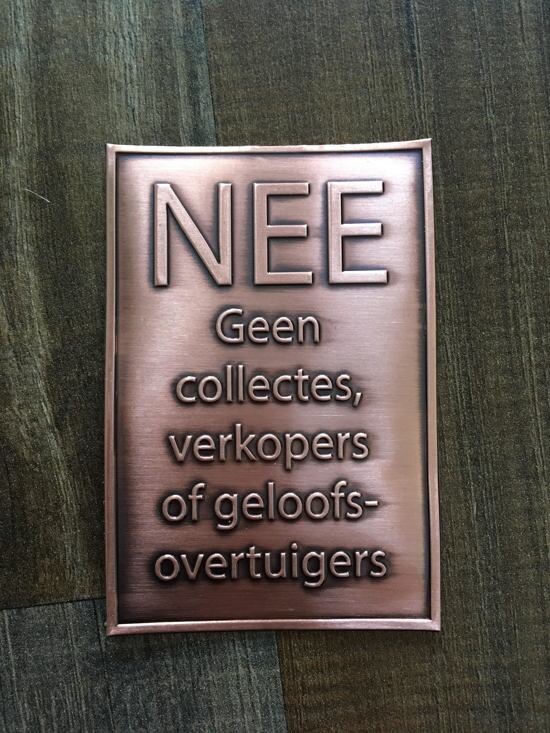 NEE
Geen
collectes,
verkopers
of geloofs-
overtuigers